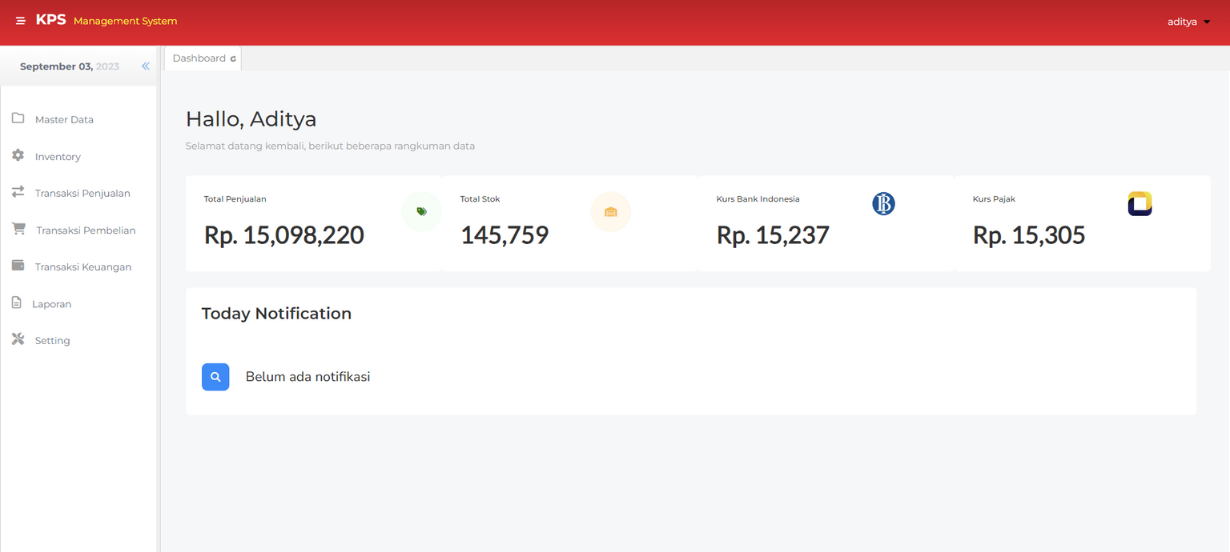 KPS Management System
aditya
September 03, 2023
Dashboard
Master Data
Inventory
Transaksi Penjualan
Transaksi Pembelian
Transaksi Keuangan
Laporan
Setting
Hallo, Aditya
Selamat datang kembali, berikut beberapa rangkuman data
Total Penjualan
Rp. 15,098,220
Total Stok
145,759
Kurs Bank Indonesia
Rp. 15,237
Kurs Pajak
Rp. 15,305
Today Notification
Belum ada notifikasi